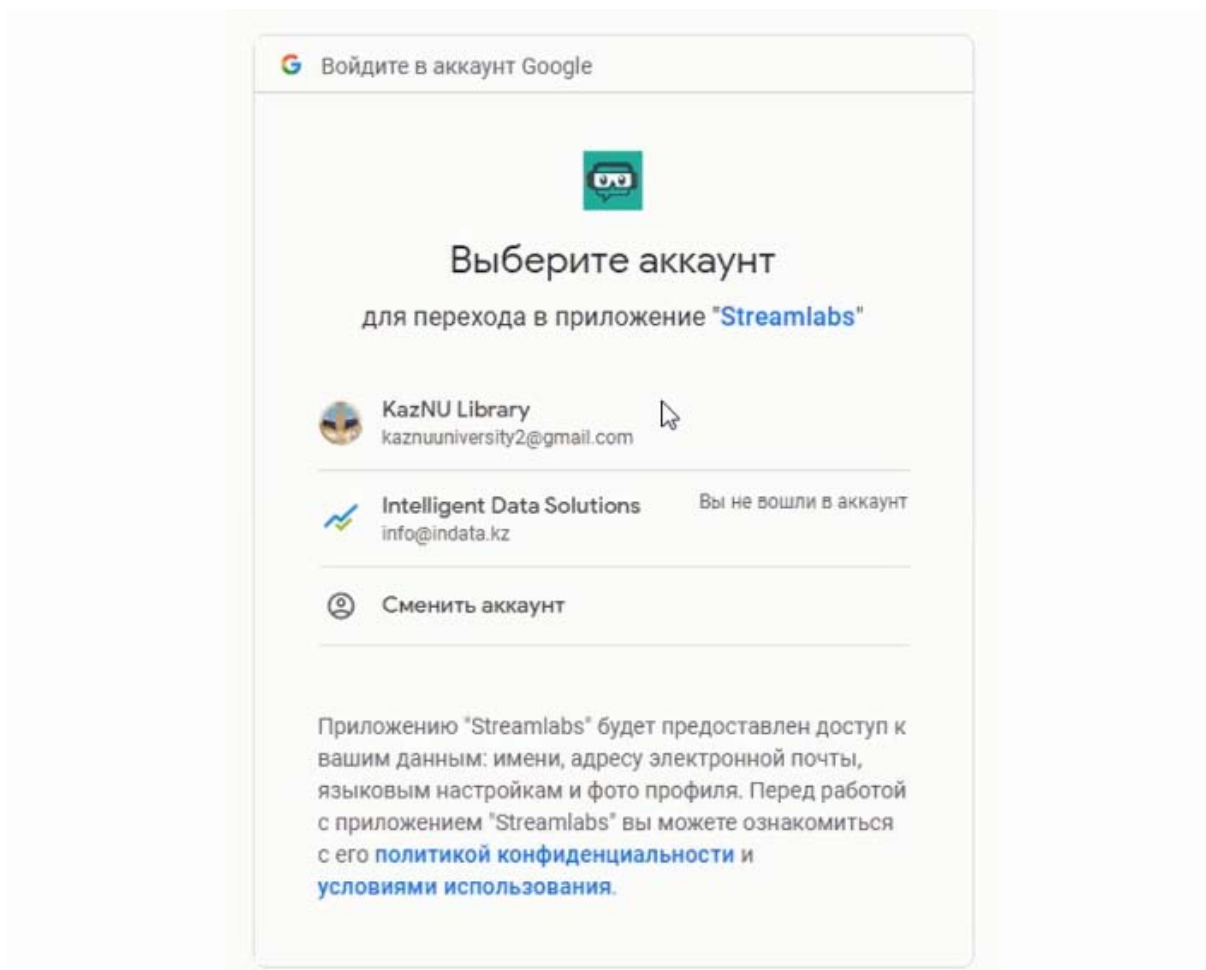 Войдите в аккаунт Google
Выберите аккаунт
для перехода в приложение "Streamlabs"
KazNU Library
kaznuuniversity2@gmail.com
Intelligent Data Solutions
Вы не вошли в аккаунт
info@indata.kz
Сменить аккаунт
Приложению "Streamlabs" будет предоставлен доступ к
вашим данным: имени, адресу электронной почты,
языковым настройкам и фото профиля. Перед работой
с приложением "Streamlabs" вы можете ознакомиться
с его политикой конфиденциальности и
условиями использования.